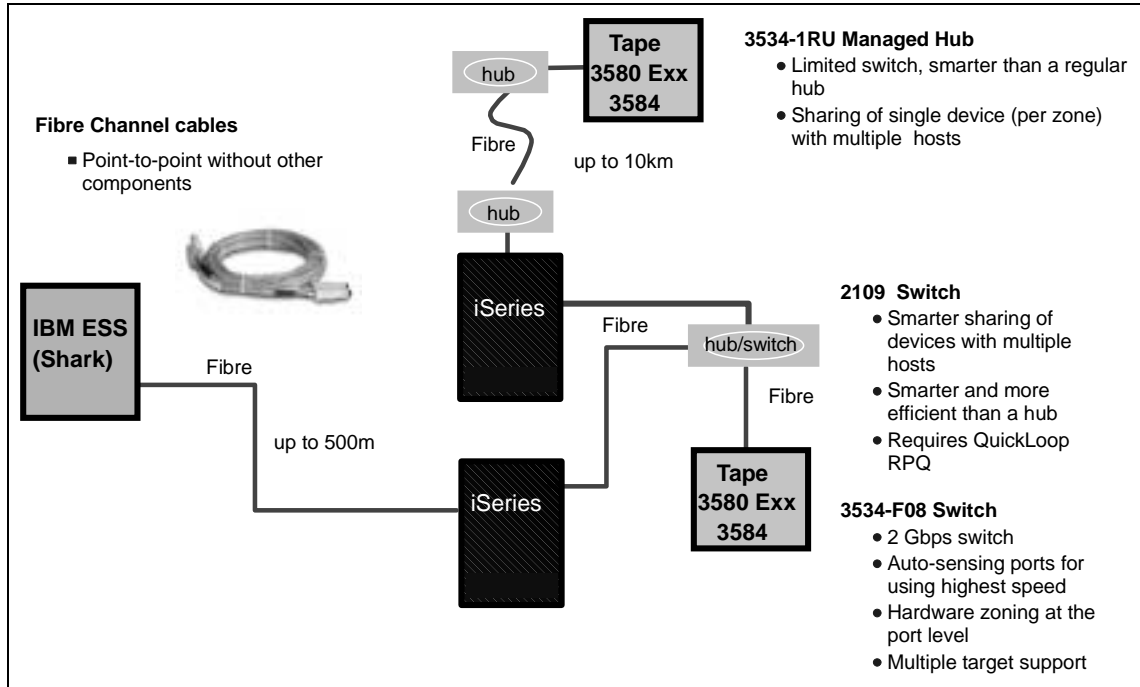 Fibre Channel cables
■ Point-to-point without other
components
hub
Tape
3580 Exx
3584
Fibre
up to 10km
hub
iSeries
IBM ESS
(Shark)
Fibre
up to 500m
iSeries
Fibre
hub/switch
Fibre
Tape
3580 Exx
3584
3534-1RU Managed Hub
● Limited switch, smarter than a regular
hub
● Sharing of single device (per zone)
with multiple hosts
2109 Switch
● Smarter sharing of
devices with multiple
hosts
● Smarter and more
efficient than a hub
● Requires QuickLoop
RPQ
3534-F08 Switch
● 2 Gbps switch
● Auto-sensing ports for
using highest speed
● Hardware zoning at the
port level
● Multiple target support